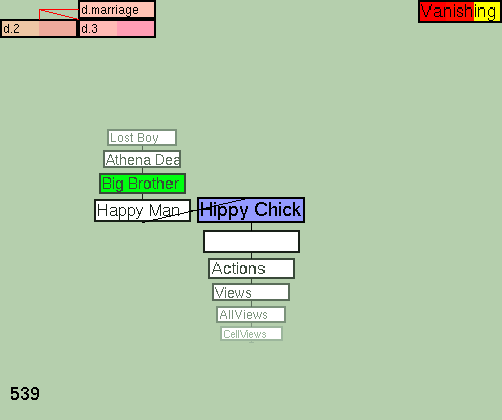 d.marriage
Vanishing
d.2
d.3
Lost Boy
Athena Dea
Big Brother
Happy Man
Hippy Chick
Actions
Views
AllViews
CellViews
539